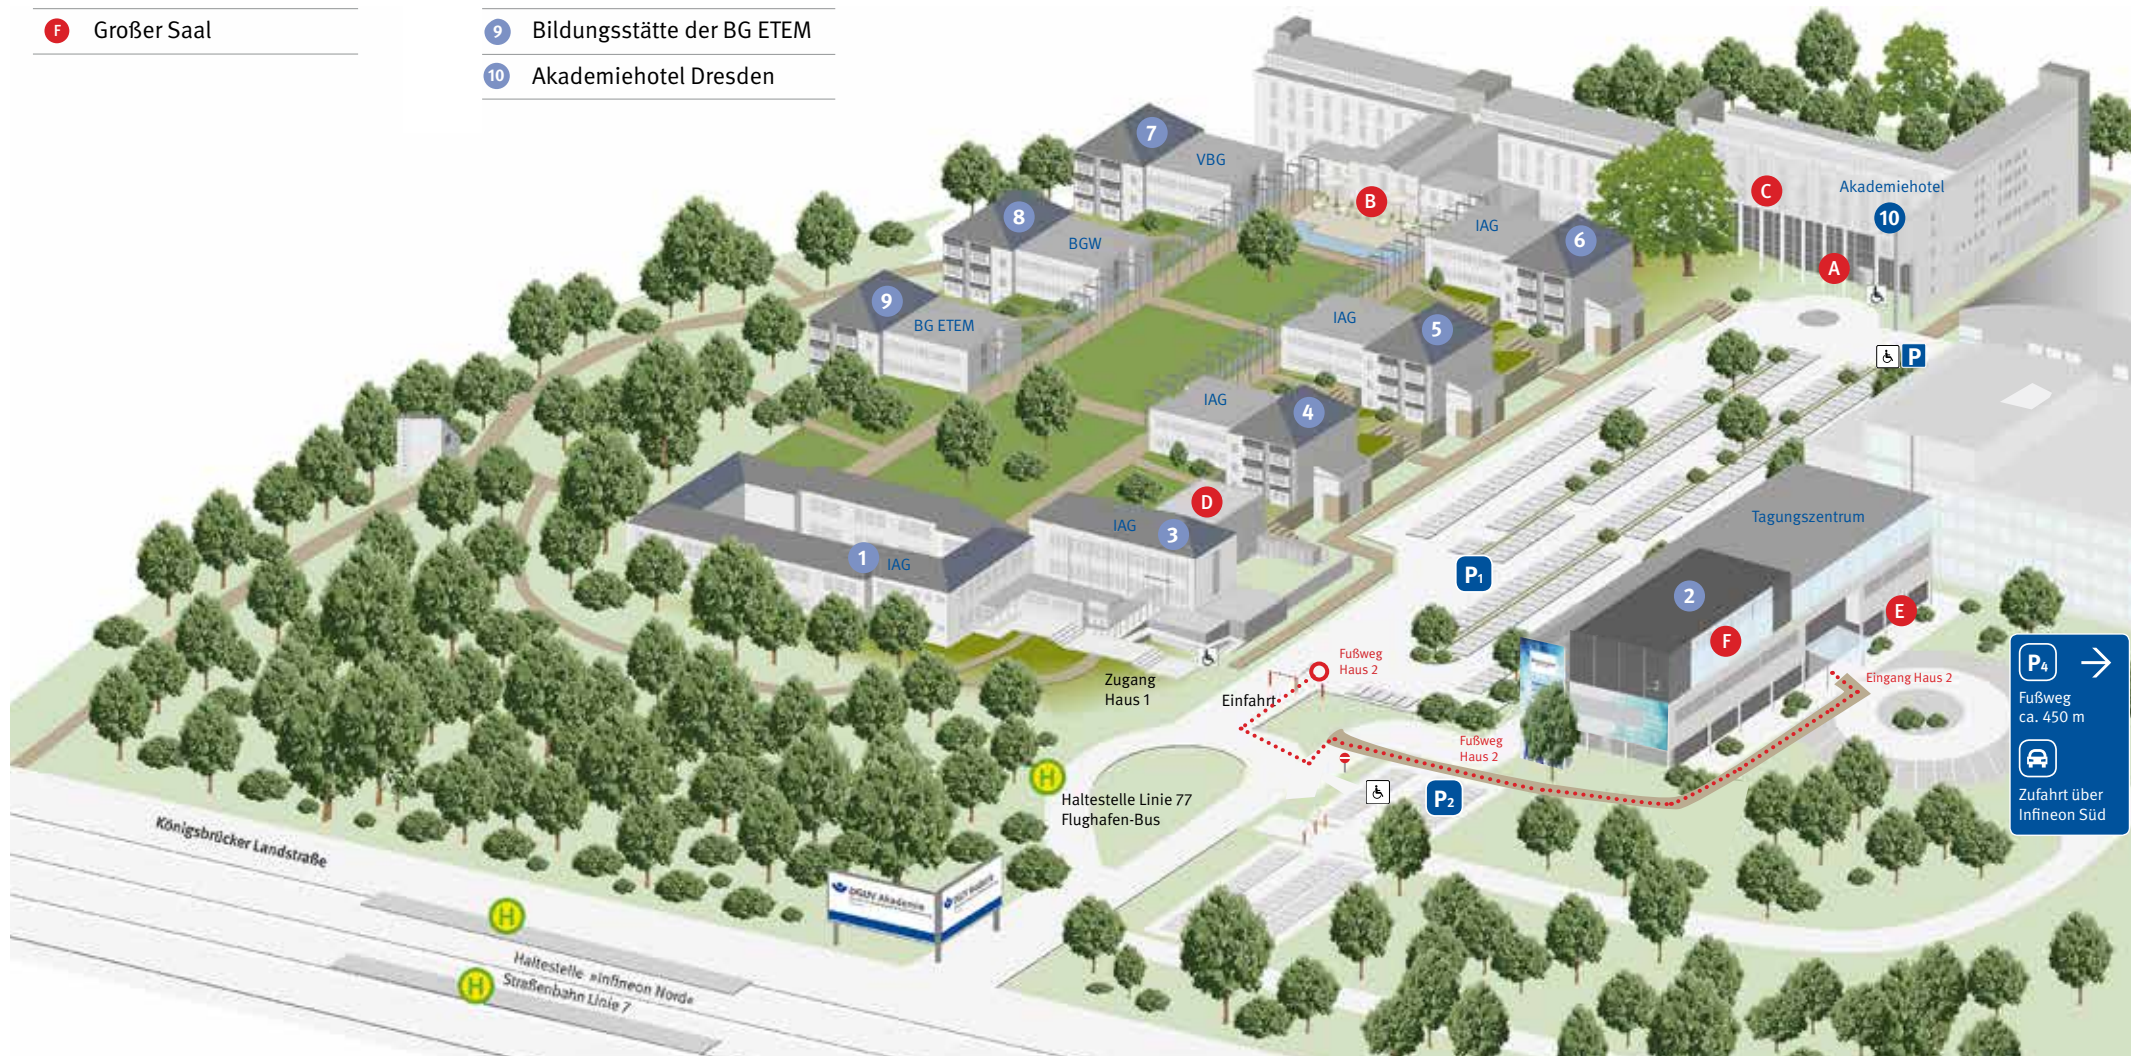 F Großer Saal
9 Bildungsstätte der BG ETEM
10 Akademiehotel Dresden
7
VBG
8
BGW
9
BG ETEM
B
C
Akademiehotel
10
A
IAG
6
IAG
5
IAG
4
P
D
IAG
3
1
IAG
Tagungszentrum
2
P1
E
F
Fußweg
Haus 2
Zugang
Haus 1
Einfahrt
Eingang Haus 2
Fußweg
Haus 2
P4
Fußweg
ca. 450 m
Zufahrt über
Infineon Süd
H
Haltestelle Linie 77
Flughafen-Bus
P2
Königsbrücker Landstraße
DGUV Akademie
H
Haltestelle »Infineon Nord«
H
Straßenbahn Linie 7